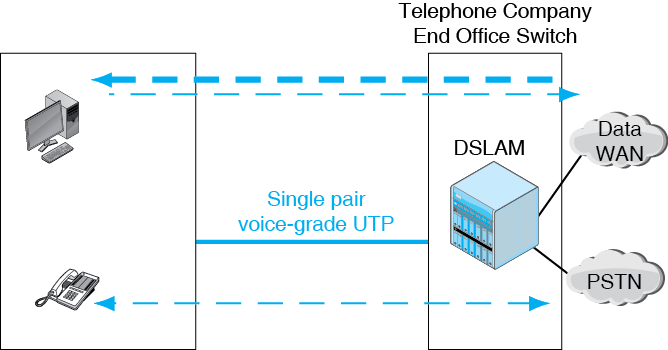 Telephone Company
End Office Switch
Data
WAN
DSLAM
Single pair
voice-grade UTP
PSTN